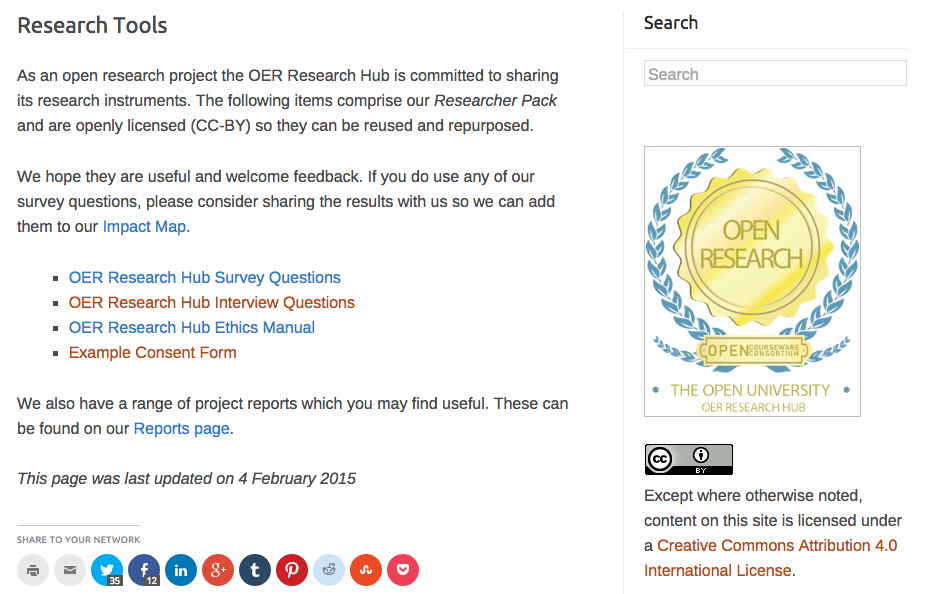 Research Tools
As an open research project the OER Research Hub is committed to sharing
its research instruments. The following items comprise our Researcher Pack
and are openly licensed (CC-BY) so they can be reused and repurposed.
We hope they are useful and welcome feedback. If you do use any of our
survey questions, please consider sharing the results with us so we can add
them to our Impact Map.
OER Research Hub Survey Questions
OER Research Hub Interview Questions
OER Research Hub Ethics Manual
Example Consent Form
We also have a range of project reports which you may find useful. These can
be found on our Reports page.
This page was last updated on 4 February 2015
SHARE TO YOUR NETWORK
35
f
12
in
g+
t
Search
Search
OPEN
RESEARCH
OPEN COURSEWARE
CONSORTIUM
THE OPEN UNIVERSITY
OER RESEARCH HUB
cc
BY
Except where otherwise noted,
content on this site is licensed under
a Creative Commons Attribution 4.0
International License.